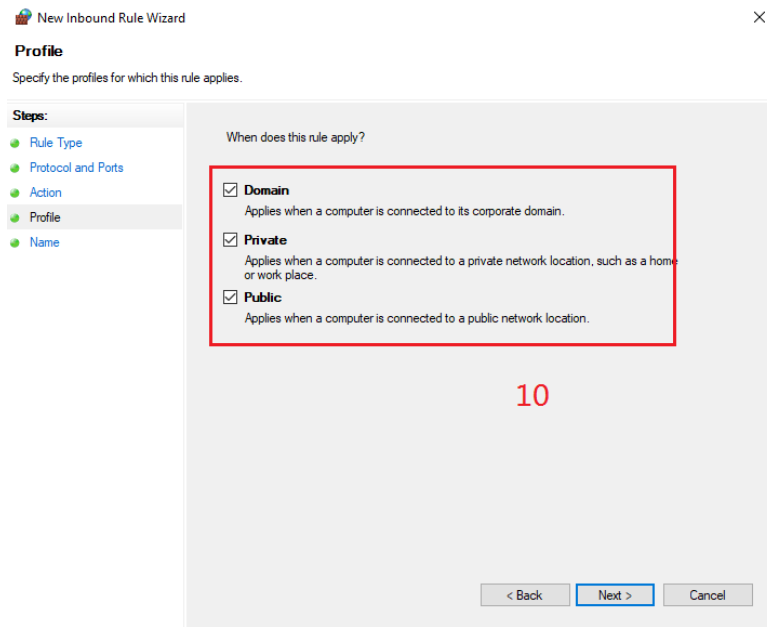 New Inbound Rule Wizard
Profile
Specify the profiles for which this rule applies.
Steps:
Rule Type
Protocol and Ports
Action
Profile
Name
When does this rule apply?
Domain
Applies when a computer is connected to its corporate domain.
Private
Applies when a computer is connected to a private network location, such as a home
or work place.
Public
Applies when a computer is connected to a public network location.
10
< Back
Next >
Cancel